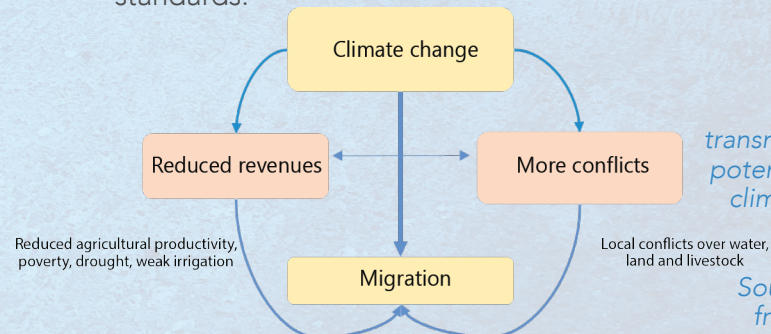 standards.
Climate change
Reduced revenues
More conflicts
Reduced agricultural productivity,
poverty, drought, weak irrigation
Local conflicts over water,
land and livestock
Migration